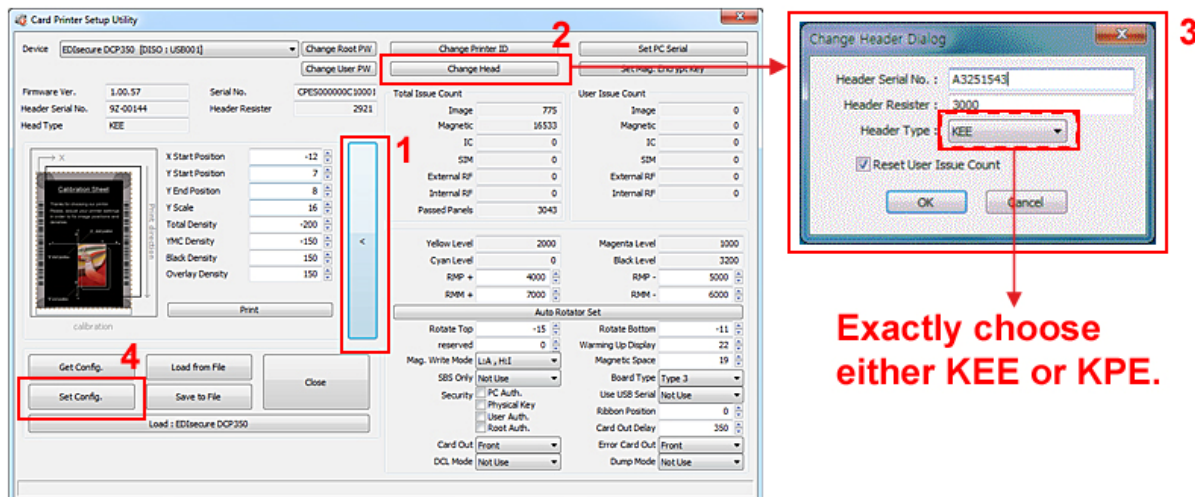 Card Printer Setup Utility
2
3
Device EDIsecure DCP350 [DISO : USB001] Change Root PW Change Printer ID Set PC Serial
Change User PW Change Head Set Mag. Encrypt Key
Firmware Ver. 1.00.57 Serial No. CPES000000C10001
Header Serial No. 9Z-00144 Header Resister 2921
Head Type KEE
Total Issue Count
Image 775
Magnetic 16533
IC 0
SIM 0
External RF 0
Internal RF 0
Passed Panels 3043
User Issue Count
Image 0
Magnetic 0
IC 0
SIM 0
External RF 0
Internal RF 0
1
X
Calibration Sheet
Print direction
calibration
X Start Position -12
Y Start Position 7
Y End Position 8
Y Scale 16
Total Density -200
YMC Density -150
Black Density 150
Overlay Density 150
<
Print
Yellow Level 2000 Magenta Level 1000
Cyan Level 0 Black Level 3200
RMP + 4000 RMP - 5000
RMM + 7000 RMM - 6000
Auto Rotator Set
Rotate Top -15 Rotate Bottom -11
reserved 0 Warming Up Display 22
Mag. Write Mode L:A , H:I Magnetic Space 19
SBS Only Not Use Board Type Type 3
Security PC Auth. Use USB Serial Not Use
Physical Key
User Auth. Ribbon Position 0
Root Auth. Card Out Delay 350
Card Out Front Error Card Out Front
DCL Mode Not Use Dump Mode Not Use
4
Get Config. Load from File Close
Set Config. Save to File
Load : EDIsecure DCP350
Change Header Dialog
Header Serial No. : A3251543
Header Resister : 3000
Header Type : KEE
Reset User Issue Count
OK Cancel
Exactly choose
either KEE or KPE.